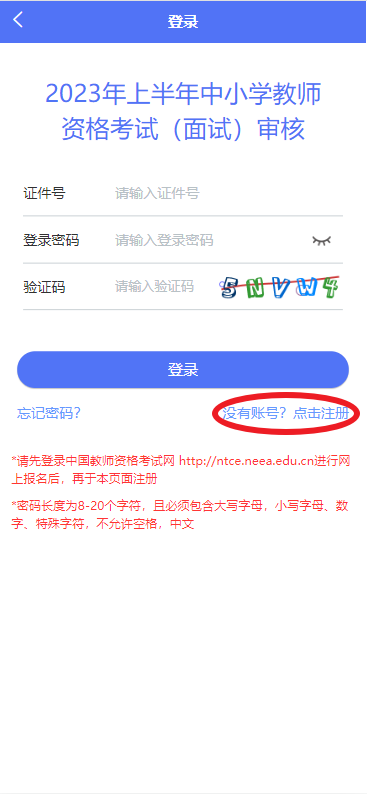 登录
2023年上半年中小学教师
资格考试（面试）审核
证件号 请输入证件号
登录密码 请输入登录密码
验证码 请输入验证码 5NVW4
登录
忘记密码? 没有账号? 点击注册
*请先登录中国教师资格考试网 http://ntce.neea.edu.cn进行网
上报名后，再于本页面注册
*密码长度为8-20个字符，且必须包含大写字母，小写字母、数
字、特殊字符，不允许空格，中文